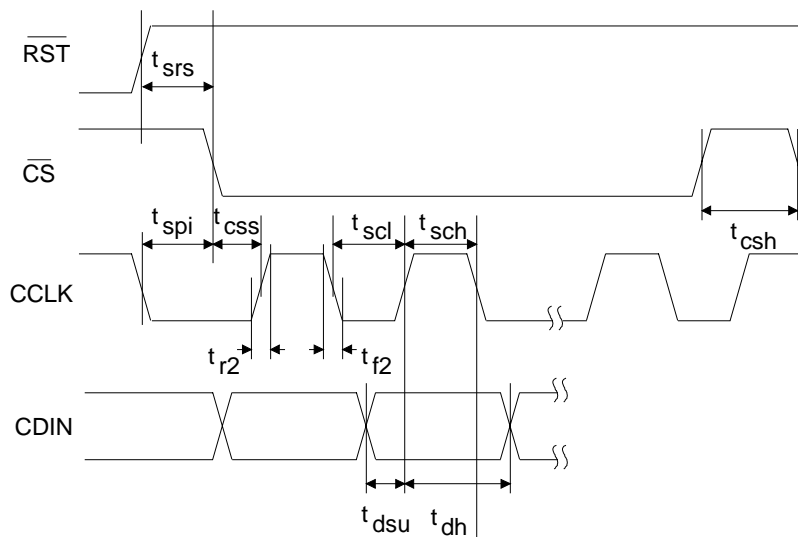 RST
t srs
CS
t spi
t css
t scl
t sch
t csh
CCLK
t r2
t f2
CDIN
t dsu
t dh